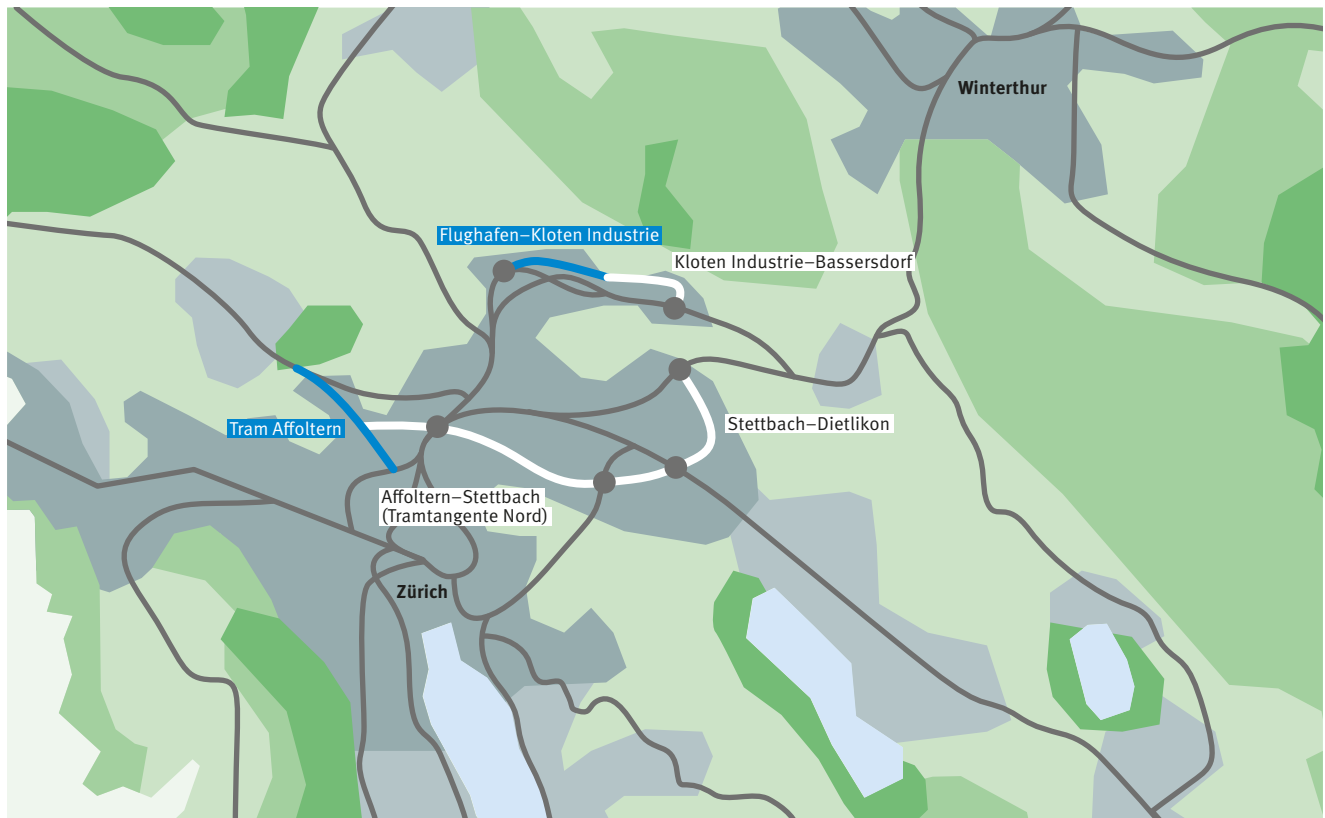 Winterthur
Flughafen–Kloten Industrie
Kloten Industrie–Bassersdorf
Stettbach–Dietlikon
Tram Affoltern
Affoltern–Stettbach
(Tramtangente Nord)
Zürich